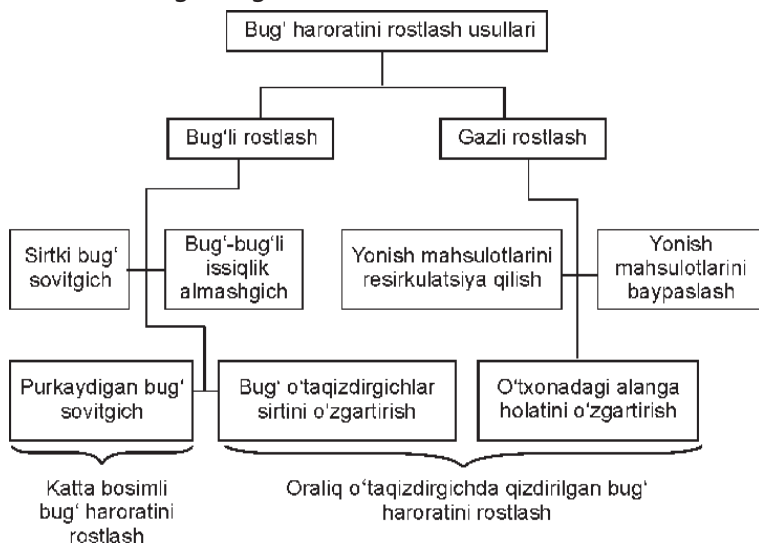 Bug‘ haroratini rostlash usullari
Bug‘li rostlash
Gazli rostlash
Sirtki bug‘
sovitgich
Bug‘-bug‘li
issiqlik
almashgich
Yonish mahsulotlarini
resirkulatsiya qilish
Yonish
mahsulotlarini
baypaslash
Purkaydigan bug‘
sovitgich
Bug‘ o‘taqizdirgichlar
sirtini o‘zgartirish
O‘txonadagi alanga
holatini o‘zgartirish
Katta bosimli
bug‘ haroratini
rostlash
Oraliq o‘taqizdirgichda qizdirilgan bug‘
haroratini rostlash